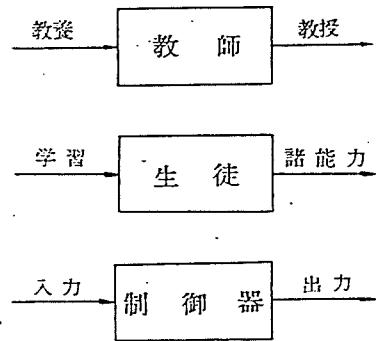 教養 教師 教授
学習 生徒 諸能力
入力 制御器 出力